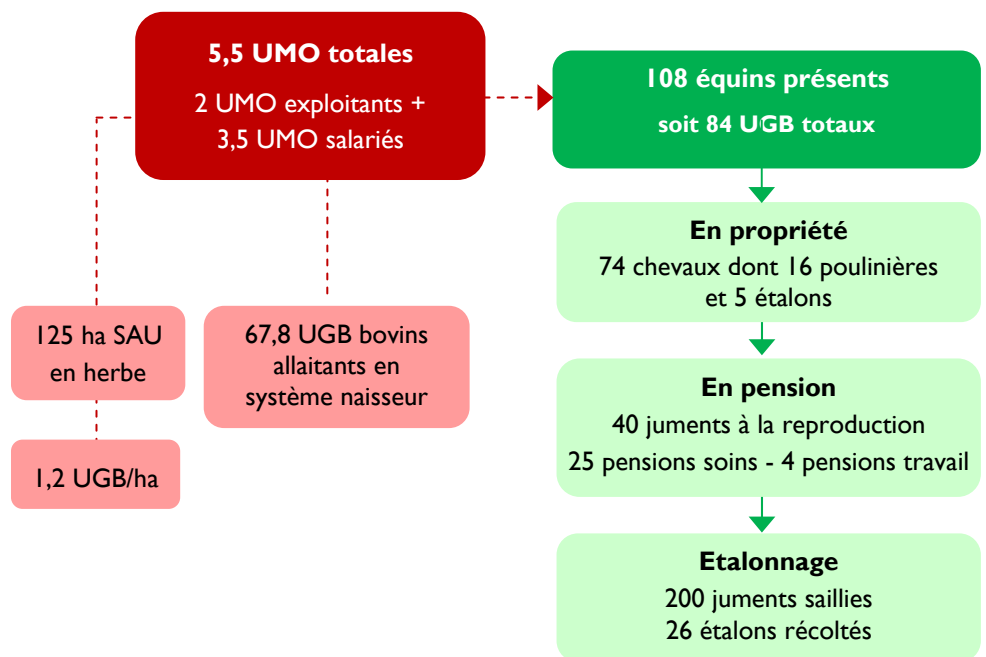 5,5 UMO totales
2 UMO exploitants +
3,5 UMO salariés
108 équins présents
soit 84 UGB totaux
En propriété
74 chevaux dont 16 poulinières
et 5 étalons
125 ha SAU
en herbe
67,8 UGB bovins
allaitants en
système naisseur
1,2 UGB/ha
En pension
40 juments à la reproduction
25 pensions soins - 4 pensions travail
Etalonnage
200 juments saillies
26 étalons récoltés